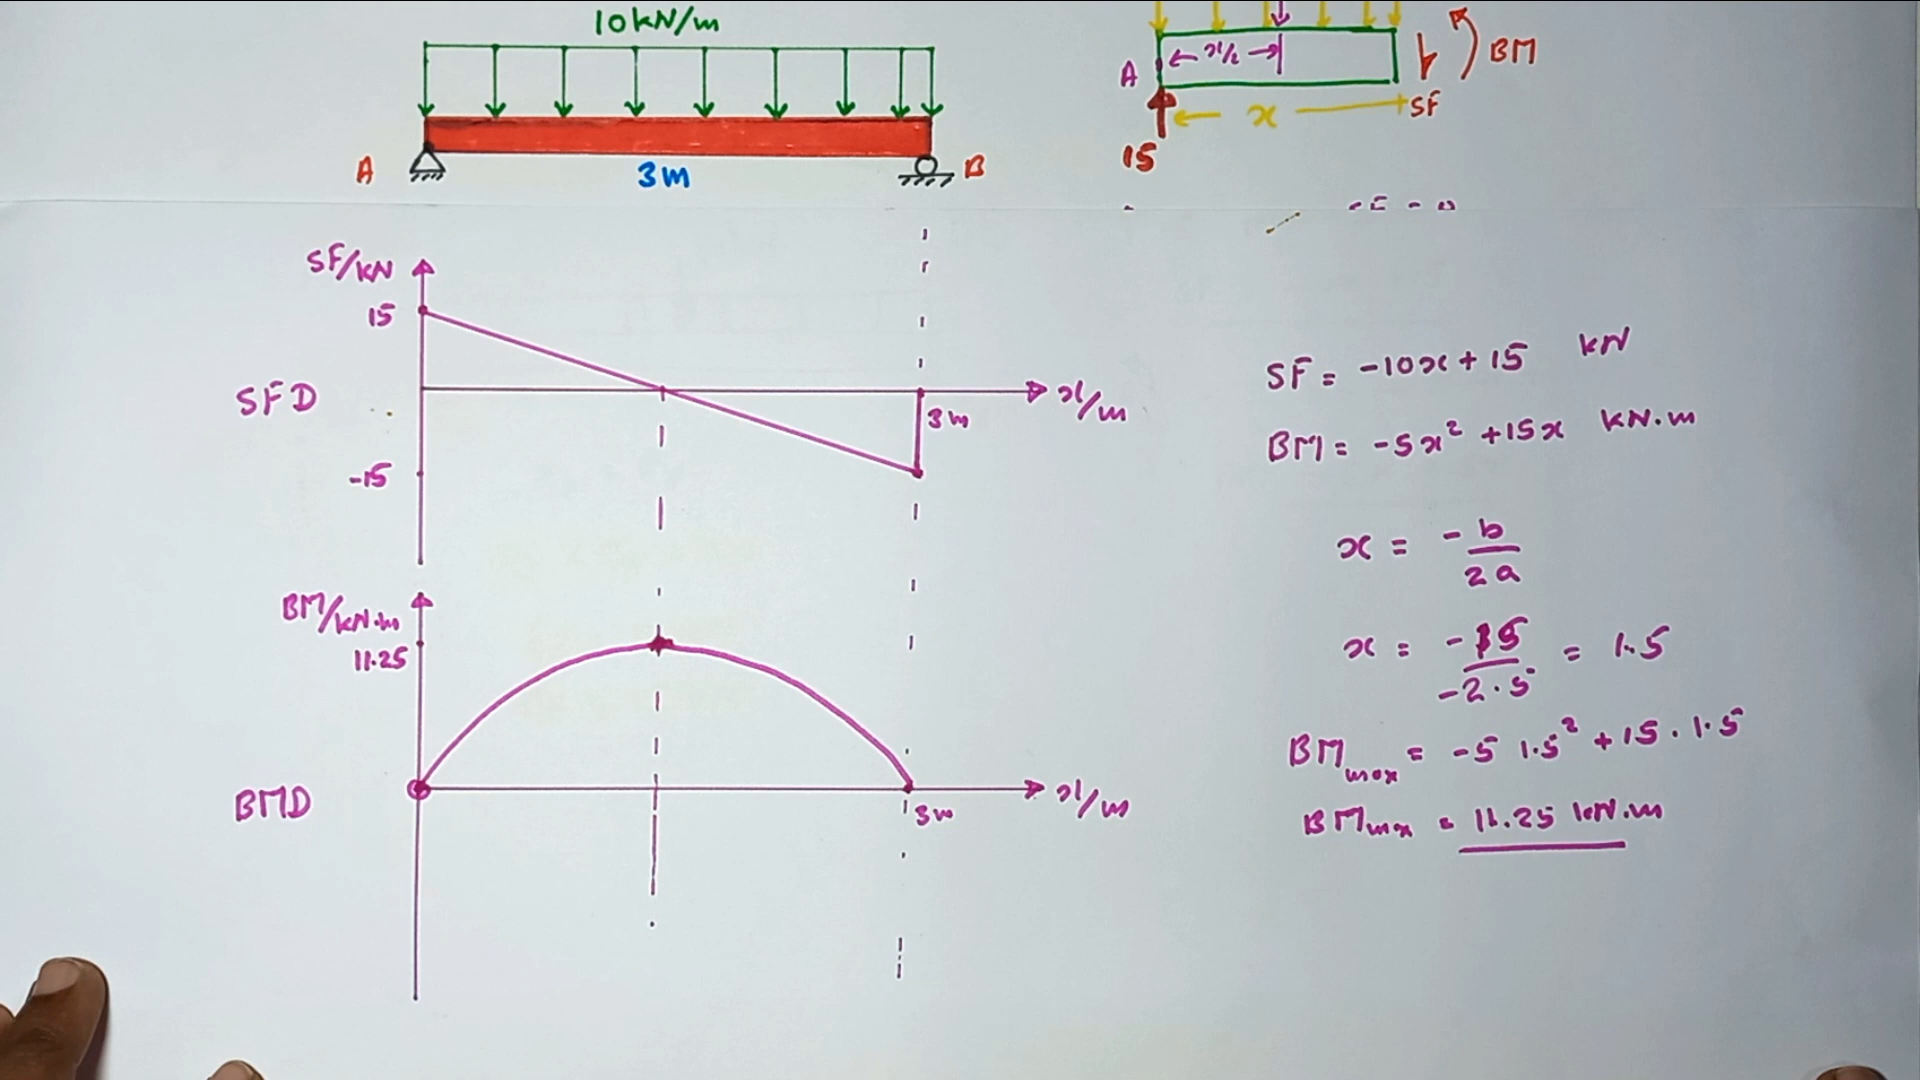 10kN/m
A
3m
B
A
x/2
BM
x
SF
15
SF/kN
15
SFD
-15
x/m
3m
BM/kN.m
11.25
BMD
x/m
3m
SF = -10x + 15 kN
BM = -5x² + 15x kN.m
x = -b/2a
x = -15/-2.5 = 1.5
BMmax = -5 1.5² + 15 . 1.5
BMmax = 11.25 kN.m